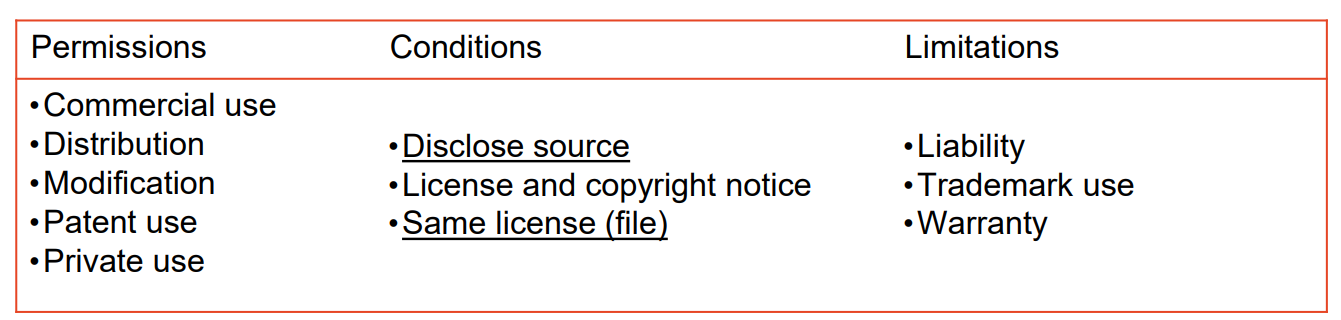 Permissions
Conditions
Limitations
•Commercial use
•Distribution
•Modification
•Patent use
•Private use
•Disclose source
•License and copyright notice
•Same license (file)
•Liability
•Trademark use
•Warranty